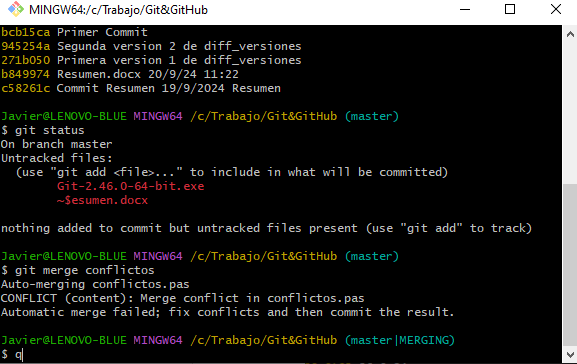 MINGW64:/c/Trabajo/Git&GitHub
bcb15ca Primer Commit
945254a Segunda version 2 de diff_versiones
271b050 Primera version 1 de diff_versiones
b849974 Resumen.docx 20/9/24 11:22
c58261c Commit Resumen 19/9/2024 Resumen
Javier@LENOVO-BLUE MINGW64 /c/Trabajo/Git&GitHub (master)
$ git status
On branch master
Untracked files:
(use "git add <file>..." to include in what will be committed)
Git-2.46.0-64-bit.exe
~$esumen.docx
nothing added to commit but untracked files present (use "git add" to track)
Javier@LENOVO-BLUE MINGW64 /c/Trabajo/Git&GitHub (master)
$ git merge conflictos
Auto-merging conflictos.pas
CONFLICT (content): Merge conflict in conflictos.pas
Automatic merge failed; fix conflicts and then commit the result.
Javier@LENOVO-BLUE MINGW64 /c/Trabajo/Git&GitHub (master|MERGING)
$ q